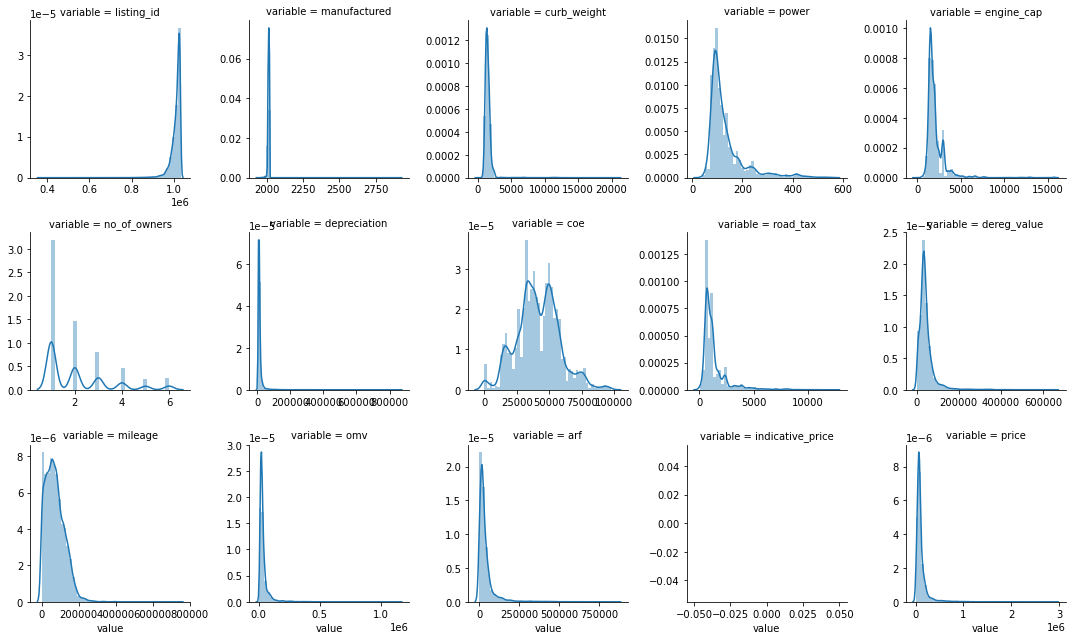 variable = listing_id
1e−5
3
2
1
0
0.4 0.6 0.8 1.0
1e6
variable = manufactured
0.06
0.04
0.02
0.00
2000 2250 2500 2750
variable = curb_weight
0.0012
0.0010
0.0008
0.0006
0.0004
0.0002
0.0000
0 5000 10000 15000 20000
variable = power
0.0150
0.0125
0.0100
0.0075
0.0050
0.0025
0.0000
0 200 400 600
variable = engine_cap
0.0010
0.0008
0.0006
0.0004
0.0002
0.0000
0 5000 10000 15000
variable = no_of_owners
3.0
2.5
2.0
1.5
1.0
0.5
0.0
2 4 6
variable = depreciation
1e−5
6
4
2
0
0 200000 400000 600000 800000
variable = coe
1e−5
3
2
1
0
0 25000 50000 75000 100000
variable = road_tax
0.00125
0.00100
0.00075
0.00050
0.00025
0.00000
0 5000 10000
variable = dereg_value
1e−5
2.5
2.0
1.5
1.0
0.5
0.0
0 200000 400000 600000
variable = mileage
1e−6
8
6
4
2
0
0 200000 400000 600000 800000
value
variable = omv
1e−5
3.0
2.5
2.0
1.5
1.0
0.5
0.0
0.0 0.5 1.0
1e6
value
variable = arf
1e−5
2.0
1.5
1.0
0.5
0.0
0 250000 500000 750000
value
variable = indicative_price
0.04
0.02
0.00
−0.02
−0.04
−0.050 −0.025 0.000 0.025 0.050
value
variable = price
1e−6
8
6
4
2
0
0 1 2 3
1e6
value